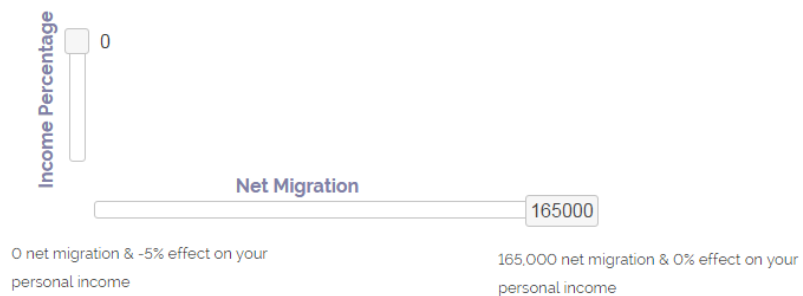 Income Percentage
0
Net Migration
165000
0 net migration & -5% effect on your
personal income
165,000 net migration & 0% effect on your
personal income